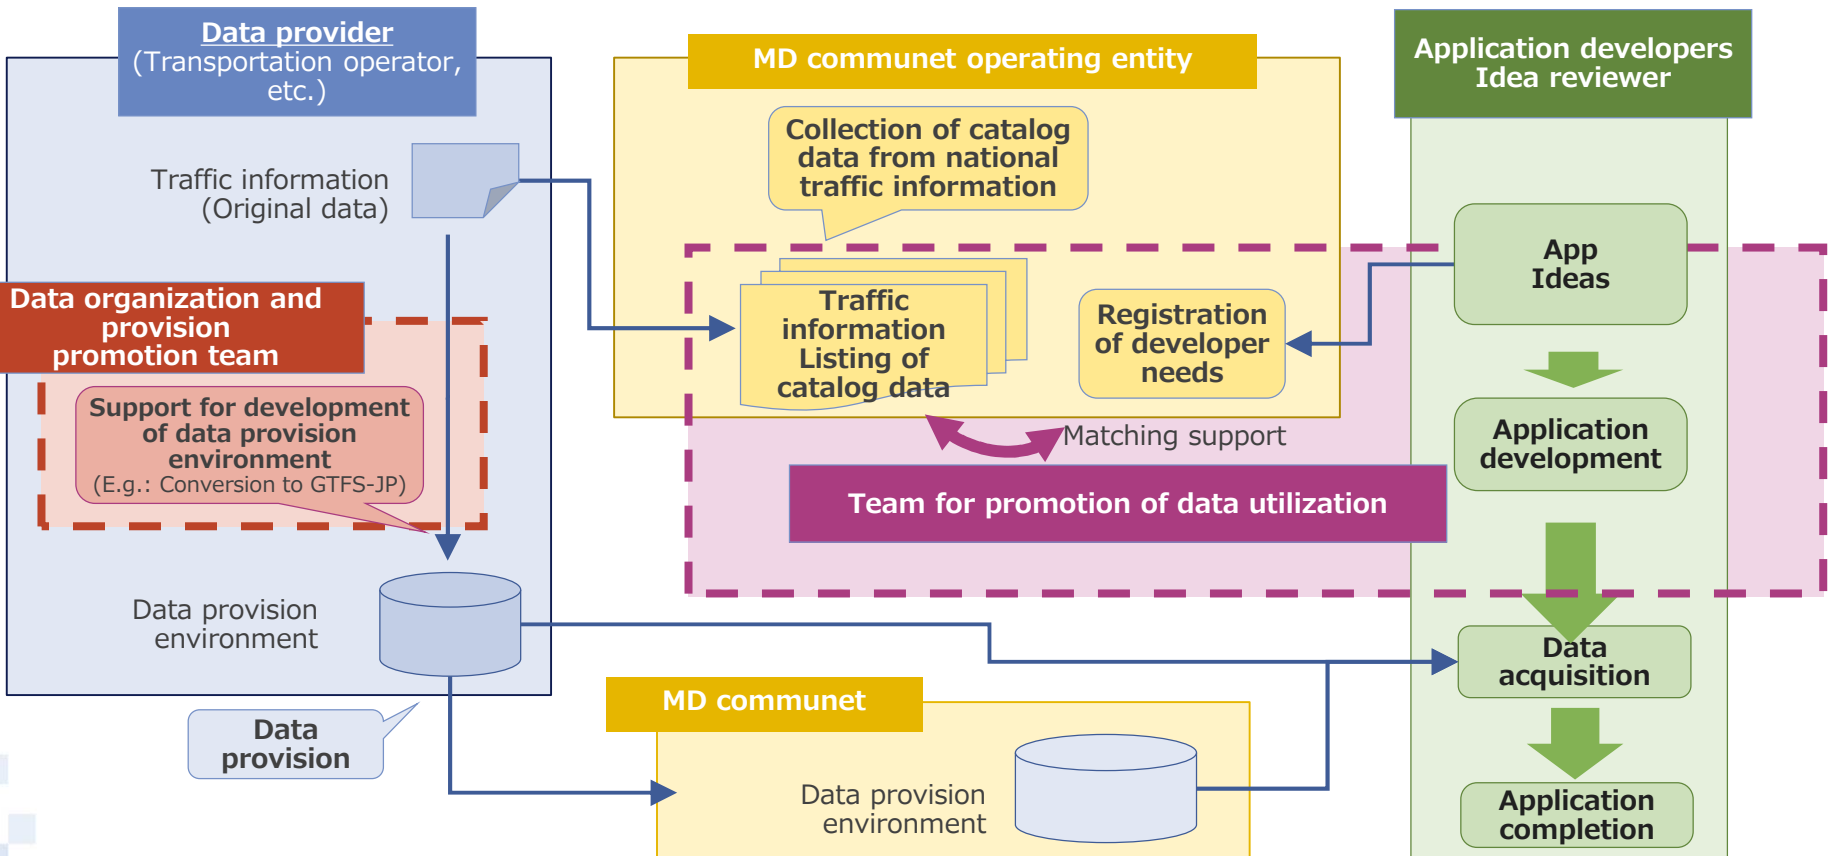 Data provider
(Transportation operator,
etc.)
Traffic information
(Original data)
Data organization and
provision
promotion team
Support for development
of data provision
environment
(E.g.: Conversion to GTFS-JP)
Data provision
environment
Data
provision
MD communet operating entity
Collection of catalog
data from national
traffic information
Traffic
information
Listing of
catalog data
Registration
of developer
needs
Matching support
Team for promotion of data utilization
MD communet
Data provision
environment
Application developers
Idea reviewer
App
Ideas
Application
development
Data
acquisition
Application
completion